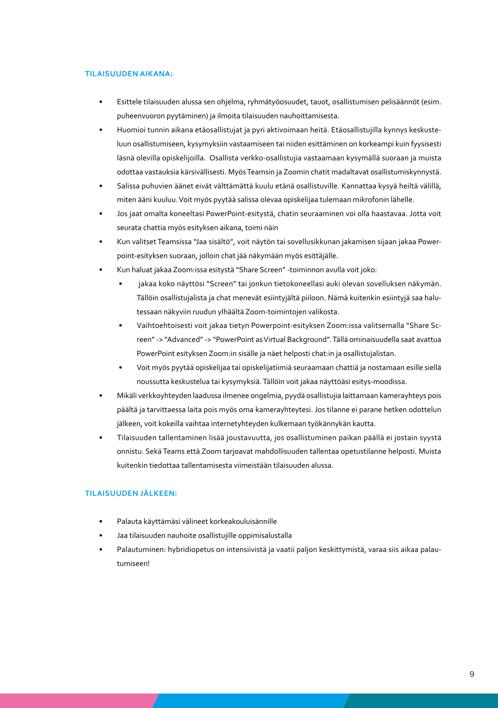 TILAISUUDEN AIKANA:
• Esittele tilaisuuden alussa sen ohjelma, ryhmätyöosuudet, tauot, osallistumisen pelisäännöt (esim.
puheenvuoron pyytäminen) ja ilmoita tilaisuuden nauhoittamisesta.
• Huomioi tunnin aikana etäosallistujat ja pyri aktivoimaan heitä. Etäosallistujilla kynnys keskuste-
luun osallistumiseen, kysymyksiin vastaamiseen tai niiden esittäminen on korkeampi kuin fyysisesti
läsnä olevilla opiskelijoilla. Osallista verkko-osallistujia vastaamaan kysymällä suoraan ja muista
odottaa vastauksia kärsivällisesti. Myös Teamsin ja Zoomin chatit madaltavat osallistumiskynnystä.
• Salissa puhuvien äänet eivät välttämättä kuulu etänä osallistuville. Kannattaa kysyä heiltä välillä,
miten ääni kuuluu. Voit myös pyytää salissa olevaa opiskelijaa tulemaan mikrofonin lähelle.
• Jos jaat omalta koneeltasi PowerPoint-esitystä, chatin seuraaminen voi olla haastavaa. Jotta voit
seurata chattia myös esityksen aikana, toimi näin
• Kun valitset Teamsissa "Jaa sisältö", voit näytön tai sovellusikkunan jakamisen sijaan jakaa Power-
point-esityksen suoraan, jolloin chat jää näkymään myös esittäjälle.
• Kun haluat jakaa Zoom:issa esitystä "Share Screen" -toiminnon avulla voit joko:
• jakaa koko näyttösi "Screen" tai jonkun tietokoneellasi auki olevan sovelluksen näkymän.
Tällöin osallistujalista ja chat menevät esiintyjältä piiloon. Nämä kuitenkin esiintyjä saa halu-
tessaan näkyviin ruudun ylhäältä Zoom-toimintojen valikosta.
• Vaihtoehtoisesti voit jakaa tietyn Powerpoint-esityksen Zoom:issa valitsemalla "Share Sc-
reen" -> "Advanced" -> "PowerPoint as Virtual Background". Tällä ominaisuudella saat avattua
PowerPoint esityksen Zoom:in sisälle ja näet helposti chat:in ja osallistujalistan.
• Voit myös pyytää opiskelijaa tai opiskelijatiimiä seuraamaan chattiä ja nostamaan esille siellä
noussutta keskustelua tai kysymyksiä. Tällöin voit jakaa näyttöäsi esitys-moodissa.
• Mikäli verkkoyhteyden laadussa ilmenee ongelmia, pyydä osallistujia laittamaan kamerayhteys pois
päältä ja tarvittaessa laita pois myös oma kamerayhteytesi. Jos tilanne ei parane hetken odottelun
jälkeen, voit kokeilla vaihtaa internetyhteyden kulkemaan työkännykän kautta.
• Tilaisuuden tallentaminen lisää joustavuutta, jos osallistuminen paikan päällä ei jostain syystä
onnistu. Sekä Teams että Zoom tarjoavat mahdollisuuden tallentaa opetustilanne helposti. Muista
kuitenkin tiedottaa tallentamisesta viimeistään tilaisuuden alussa.
TILAISUUDEN JÄLKEEN:
• Palauta käyttämäsi välineet korkeakouluisännille
• Jaa tilaisuuden nauhoite osallistujille oppimisalustalla
• Palautuminen: hybridiopetus on intensiivistä ja vaatii paljon keskittymistä, varaa siis aikaa palau-
tumiseen!
9